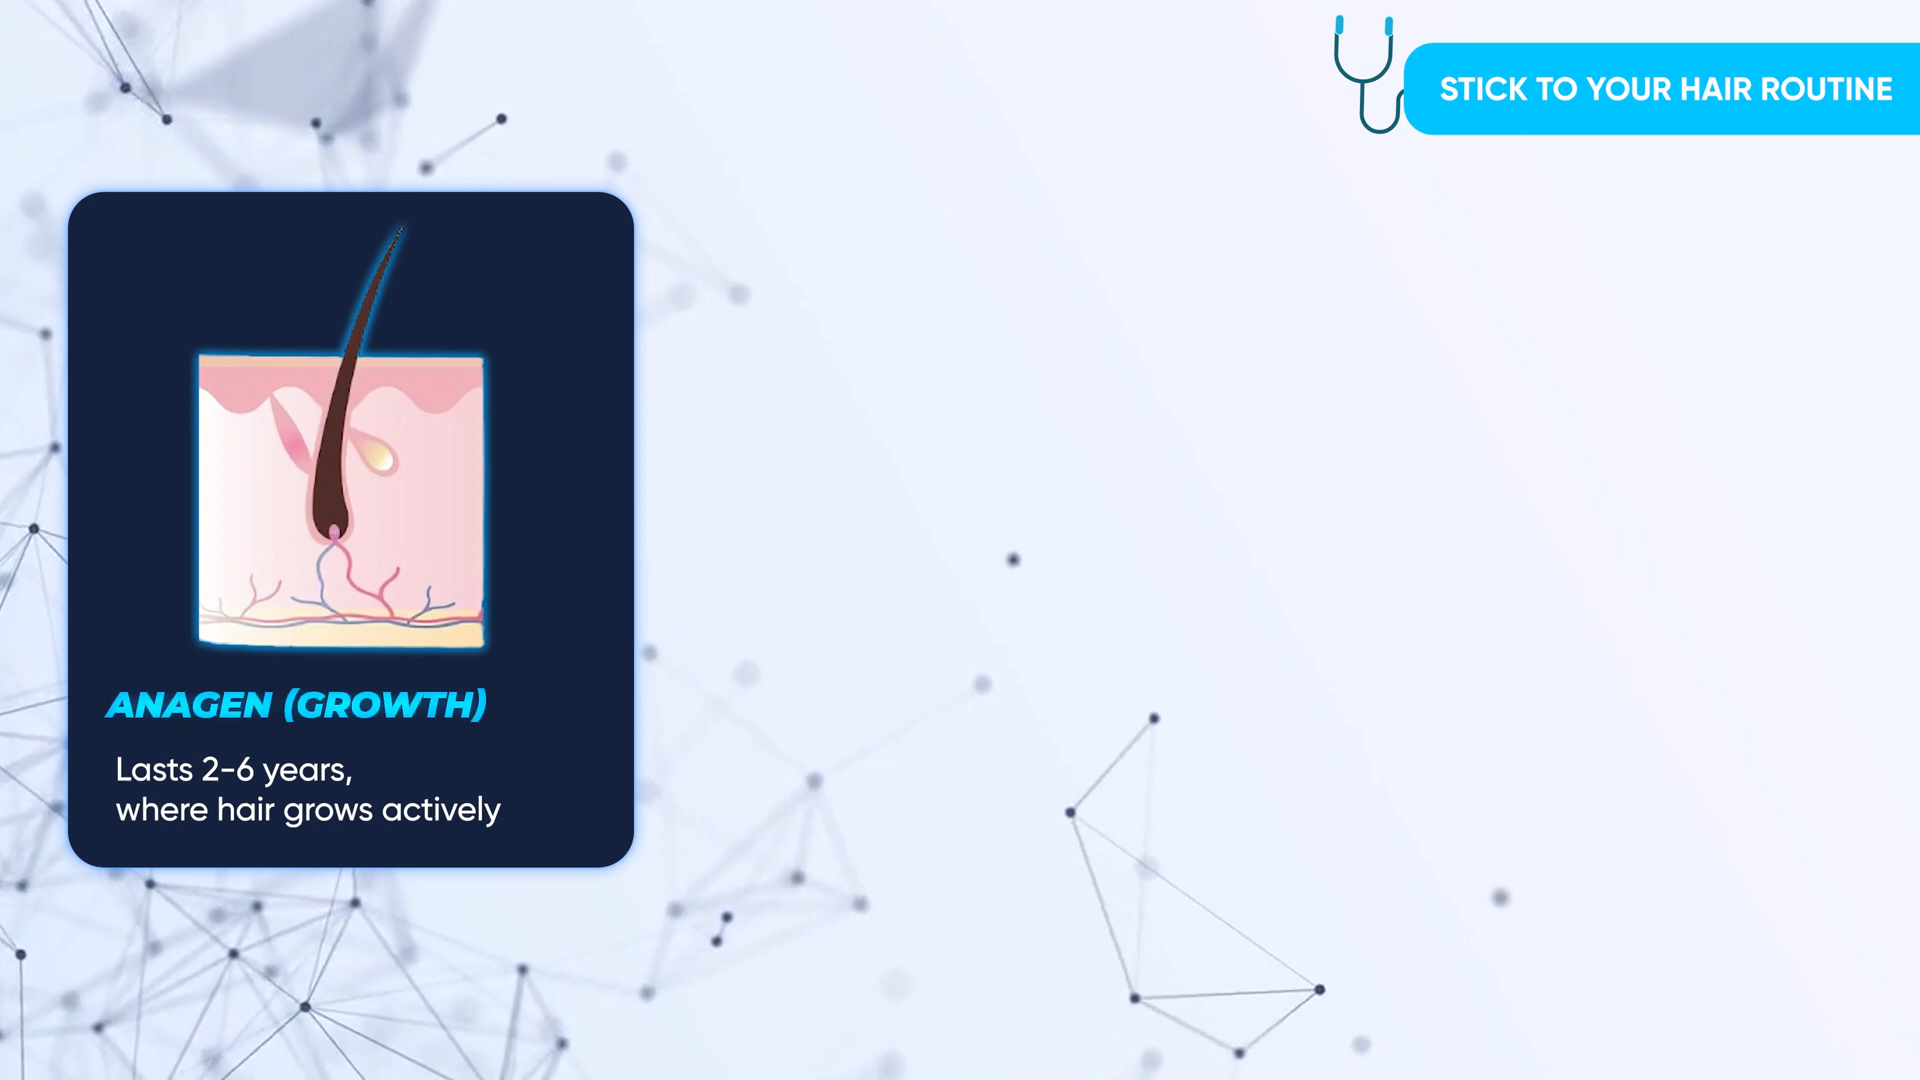 STICK TO YOUR HAIR ROUTINE
ANAGEN (GROWTH)
Lasts 2-6 years,
where hair grows actively